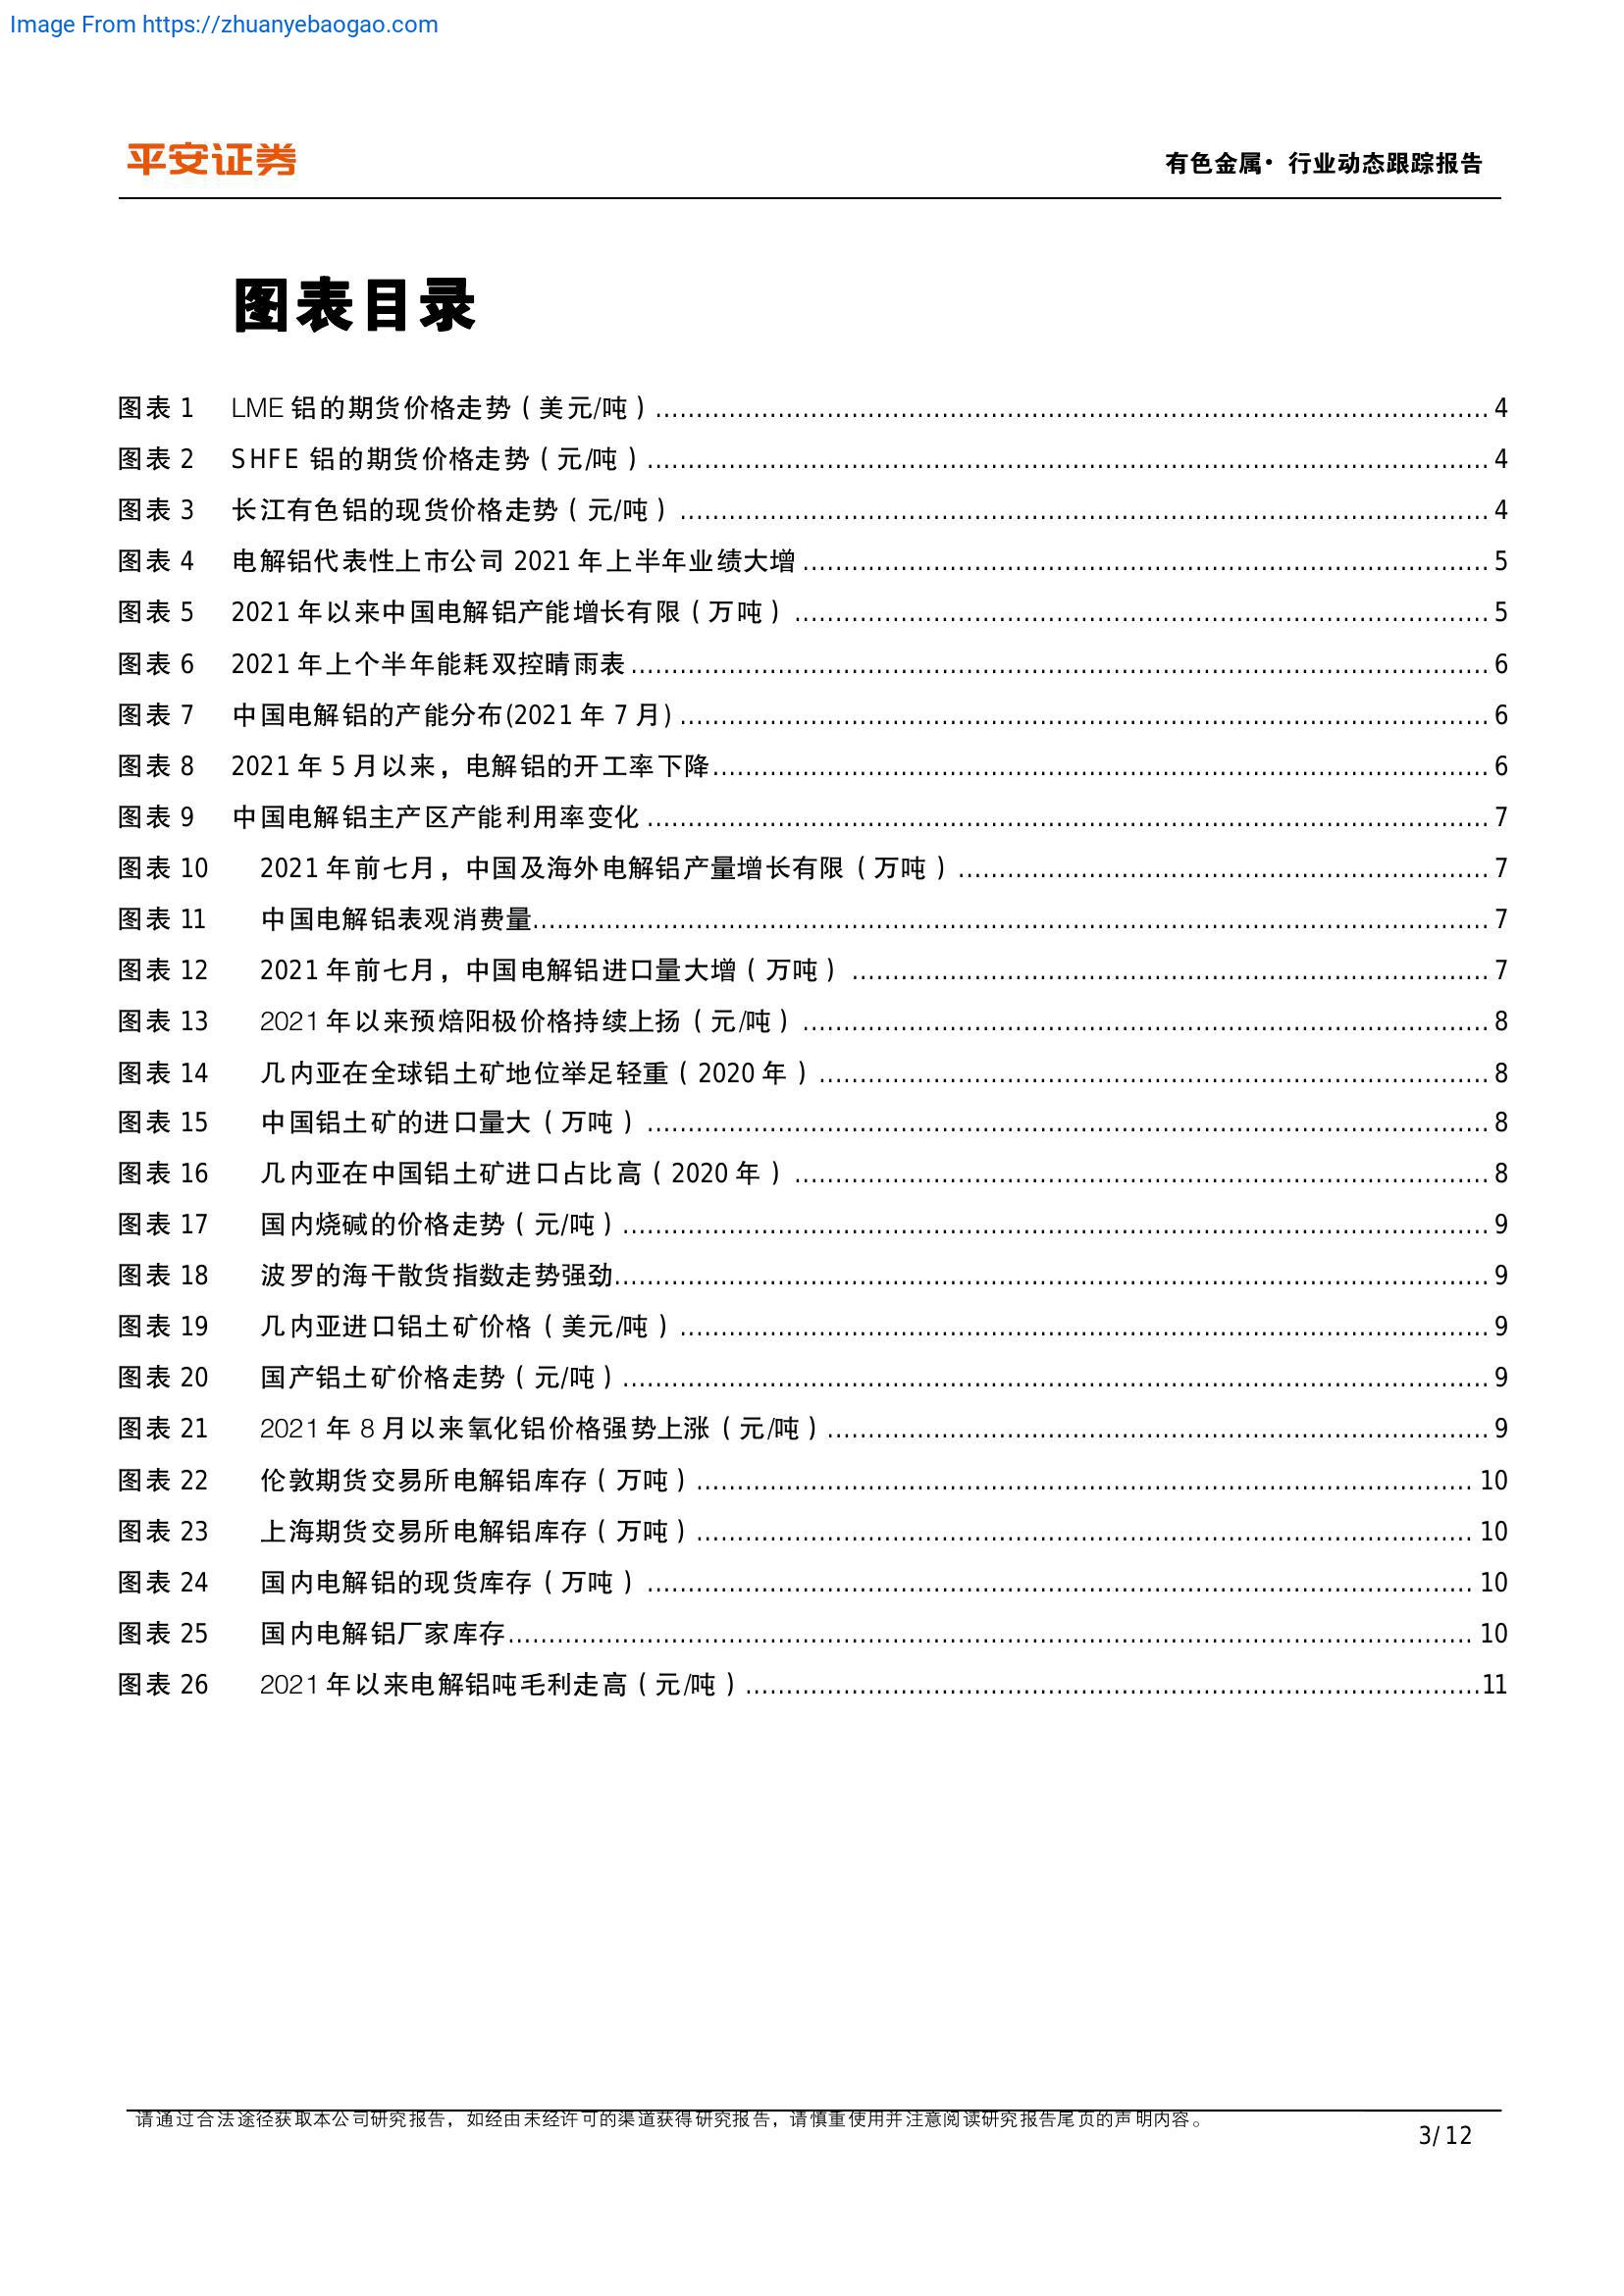 Image From https://zhuanyebaogao.com
平安证券
有色金属·行业动态跟踪报告
图表目录
图表 1 LME 铝的期货价格走势（美元/吨）........................................ 4
图表 2 SHFE 铝的期货价格走势（元/吨）........................................ 4
图表 3 长江有色铝的现货价格走势（元/吨）........................................ 4
图表 4 电解铝代表性上市公司 2021 年上半年业绩大增........................................ 5
图表 5 2021 年以来中国电解铝产能增长有限（万吨）........................................ 5
图表 6 2021 年上个半年能耗双控晴雨表........................................ 6
图表 7 中国电解铝的产能分布(2021 年 7 月)........................................ 6
图表 8 2021 年 5 月以来，电解铝的开工率下降........................................ 6
图表 9 中国电解铝主产区产能利用率变化........................................ 7
图表 10 2021 年前七月，中国及海外电解铝产量增长有限（万吨）........................................ 7
图表 11 中国电解铝表观消费量........................................ 7
图表 12 2021 年前七月，中国电解铝进口量大增（万吨）........................................ 7
图表 13 2021 年以来预焙阳极价格持续上扬（元/吨）........................................ 8
图表 14 几内亚在全球铝土矿地位举足轻重（2020 年）........................................ 8
图表 15 中国铝土矿的进口量大（万吨）........................................ 8
图表 16 几内亚在中国铝土矿进口占比高（2020 年）........................................ 8
图表 17 国内烧碱的价格走势（元/吨）........................................ 9
图表 18 波罗的海干散货指数走势强劲........................................ 9
图表 19 几内亚进口铝土矿价格（美元/吨）........................................ 9
图表 20 国产铝土矿价格走势（元/吨）........................................ 9
图表 21 2021 年 8 月以来氧化铝价格强势上涨（元/吨）........................................ 9
图表 22 伦敦期货交易所电解铝库存（万吨）........................................ 10
图表 23 上海期货交易所电解铝库存（万吨）........................................ 10
图表 24 国内电解铝的现货库存（万吨）........................................ 10
图表 25 国内电解铝厂家库存........................................ 10
图表 26 2021 年以来电解铝吨毛利走高（元/吨）........................................ 11
请通过合法途径获取本公司研究报告，如经由未经许可的渠道获得研究报告，请慎重使用并注意阅读研究报告尾页的声明内容。
3/12